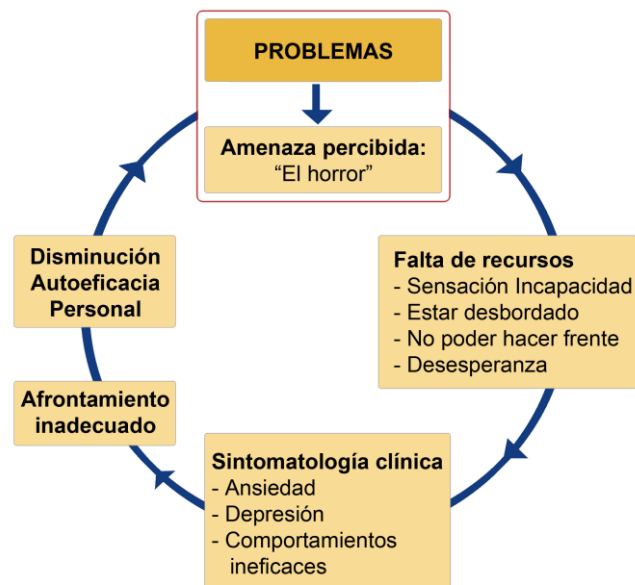 PROBLEMAS
Amenaza percibida:
“El horror”
Falta de recursos
- Sensación Incapacidad
- Estar desbordado
- No poder hacer frente
- Desesperanza
Sintomatología clínica
- Ansiedad
- Depresión
- Comportamientos
ineficaces
Afrontamiento
inadecuado
Disminución
Autoeficacia
Personal